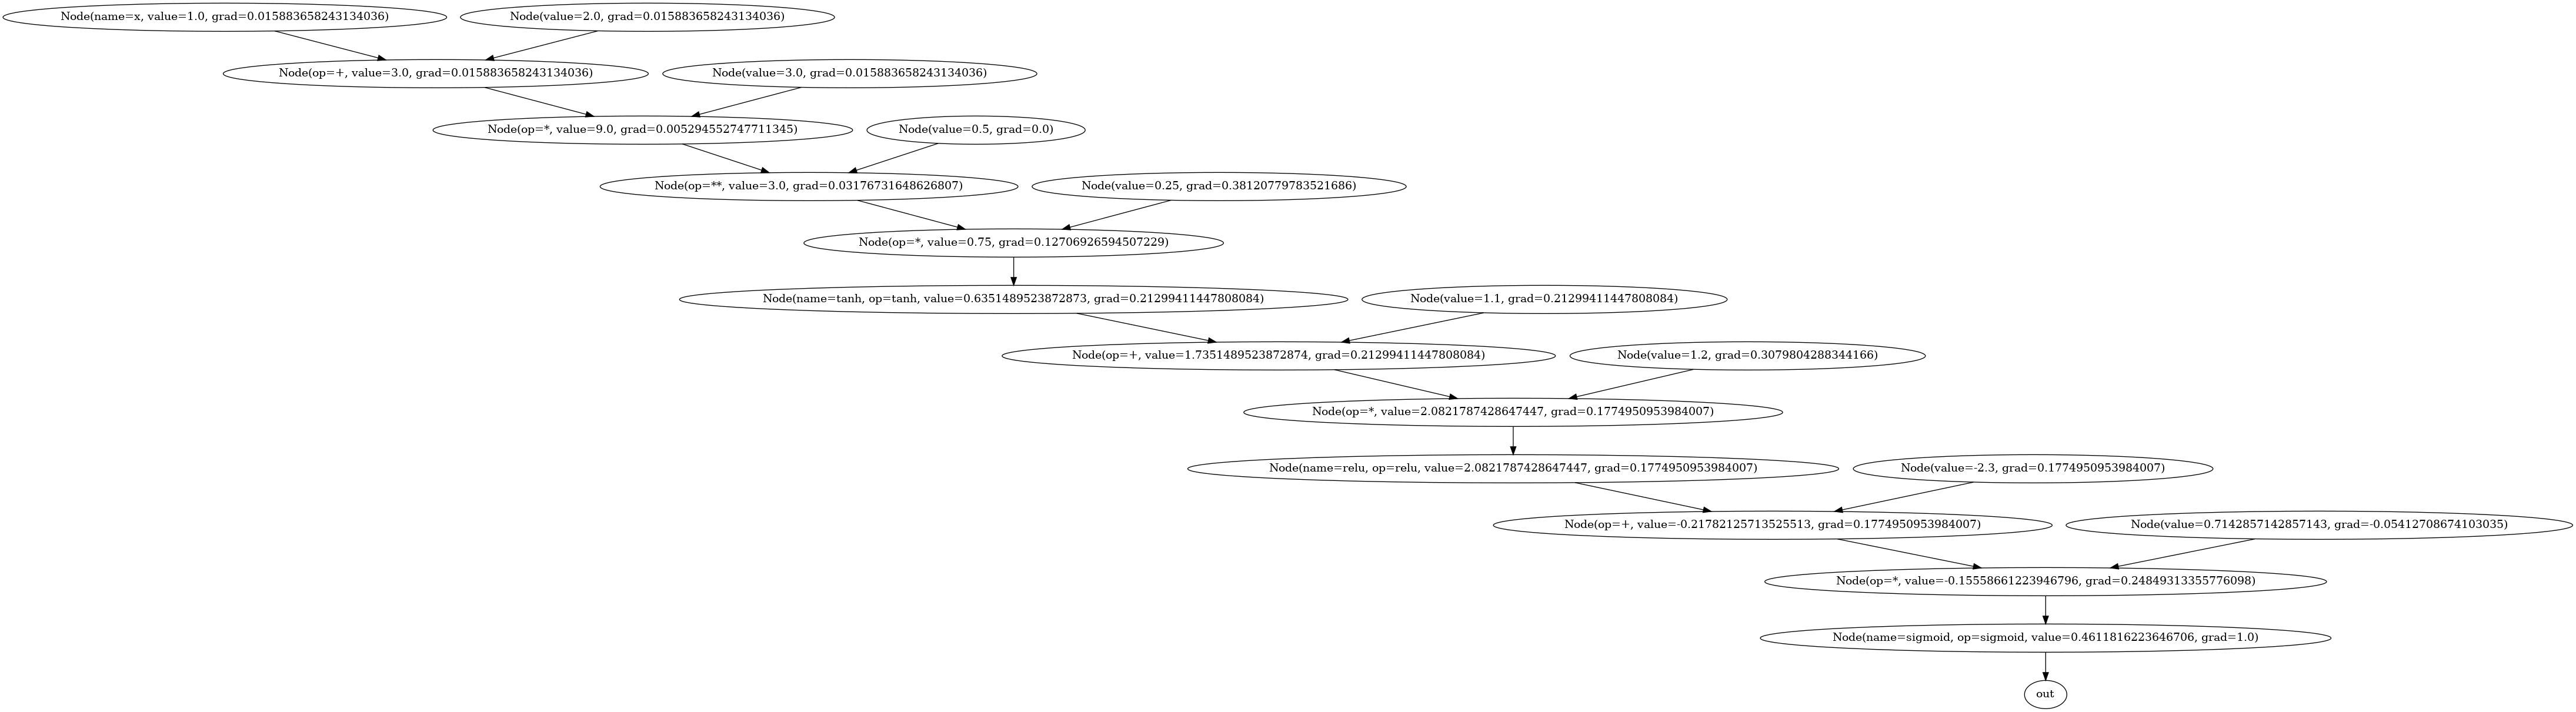 Node(name=x, value=1.0, grad=0.015883658243134036)
Node(value=2.0, grad=0.015883658243134036)
Node(op=+, value=3.0, grad=0.015883658243134036)
Node(value=3.0, grad=0.015883658243134036)
Node(op=*, value=9.0, grad=0.005294552747711345)
Node(value=0.5, grad=0.0)
Node(op=**, value=3.0, grad=0.03176731648626807)
Node(value=0.25, grad=0.38120779783521686)
Node(op=*, value=0.75, grad=0.12706926594507229)
Node(name=tanh, op=tanh, value=0.6351489523872873, grad=0.21299411447808084)
Node(value=1.1, grad=0.21299411447808084)
Node(op=+, value=1.7351489523872874, grad=0.21299411447808084)
Node(value=1.2, grad=0.3079804288344166)
Node(op=*, value=2.0821787428647447, grad=0.1774950953984007)
Node(name=relu, op=relu, value=2.0821787428647447, grad=0.1774950953984007)
Node(value=-2.3, grad=0.1774950953984007)
Node(op=+, value=-0.21782125713525513, grad=0.1774950953984007)
Node(value=0.7142857142857143, grad=-0.05412708674103035)
Node(op=*, value=-0.15558661223946796, grad=0.24849313355776098)
Node(name=sigmoid, op=sigmoid, value=0.4611816223646706, grad=1.0)
out